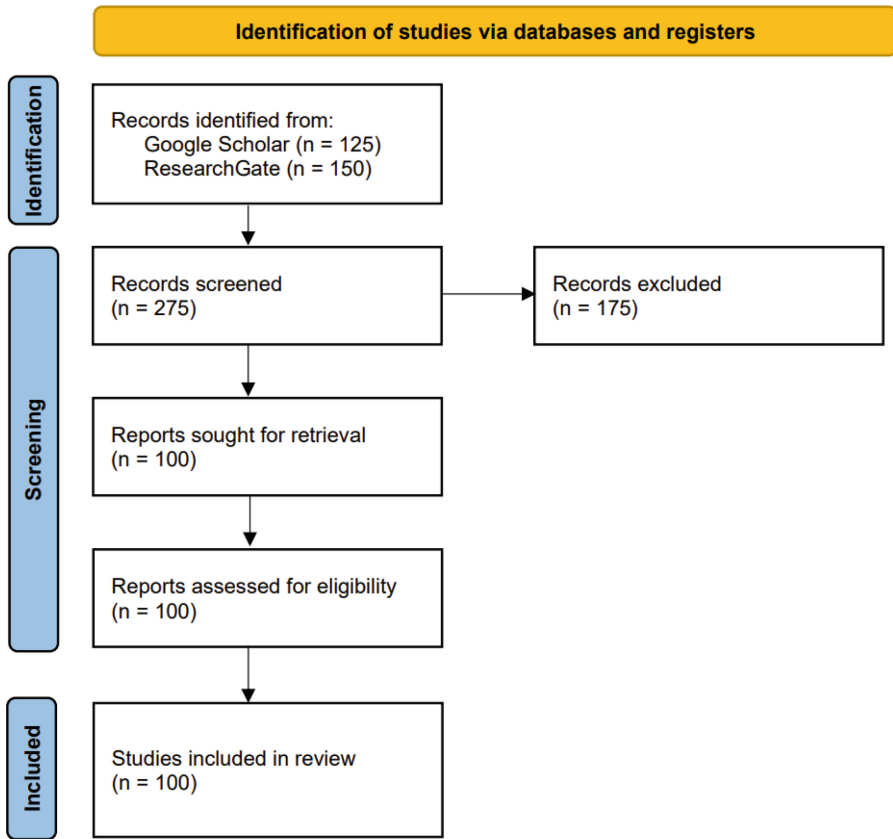 Identification of studies via databases and registers
Identification
Records identified from:
Google Scholar (n = 125)
ResearchGate (n = 150)
Screening
Records screened
(n = 275)
Records excluded
(n = 175)
Reports sought for retrieval
(n = 100)
Reports assessed for eligibility
(n = 100)
Included
Studies included in review
(n = 100)